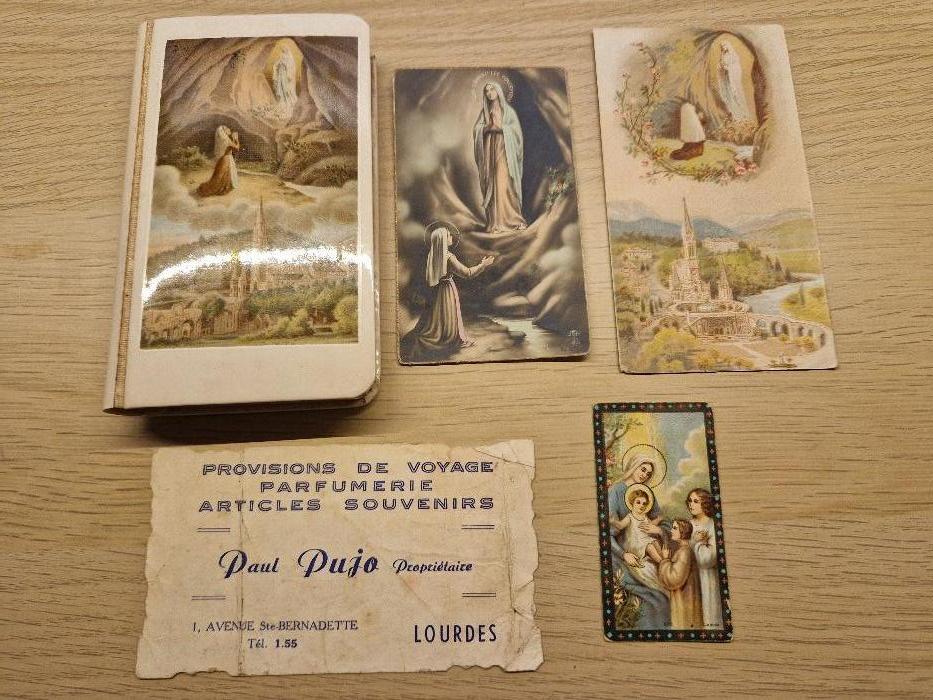 PROVISIONS DE VOYAGE
PARFUMERIE
ARTICLES SOUVENIRS
Paul Pujo Propriétaire
1, AVENUE Ste-BERNADETTE
Tél. 1.55
LOURDES